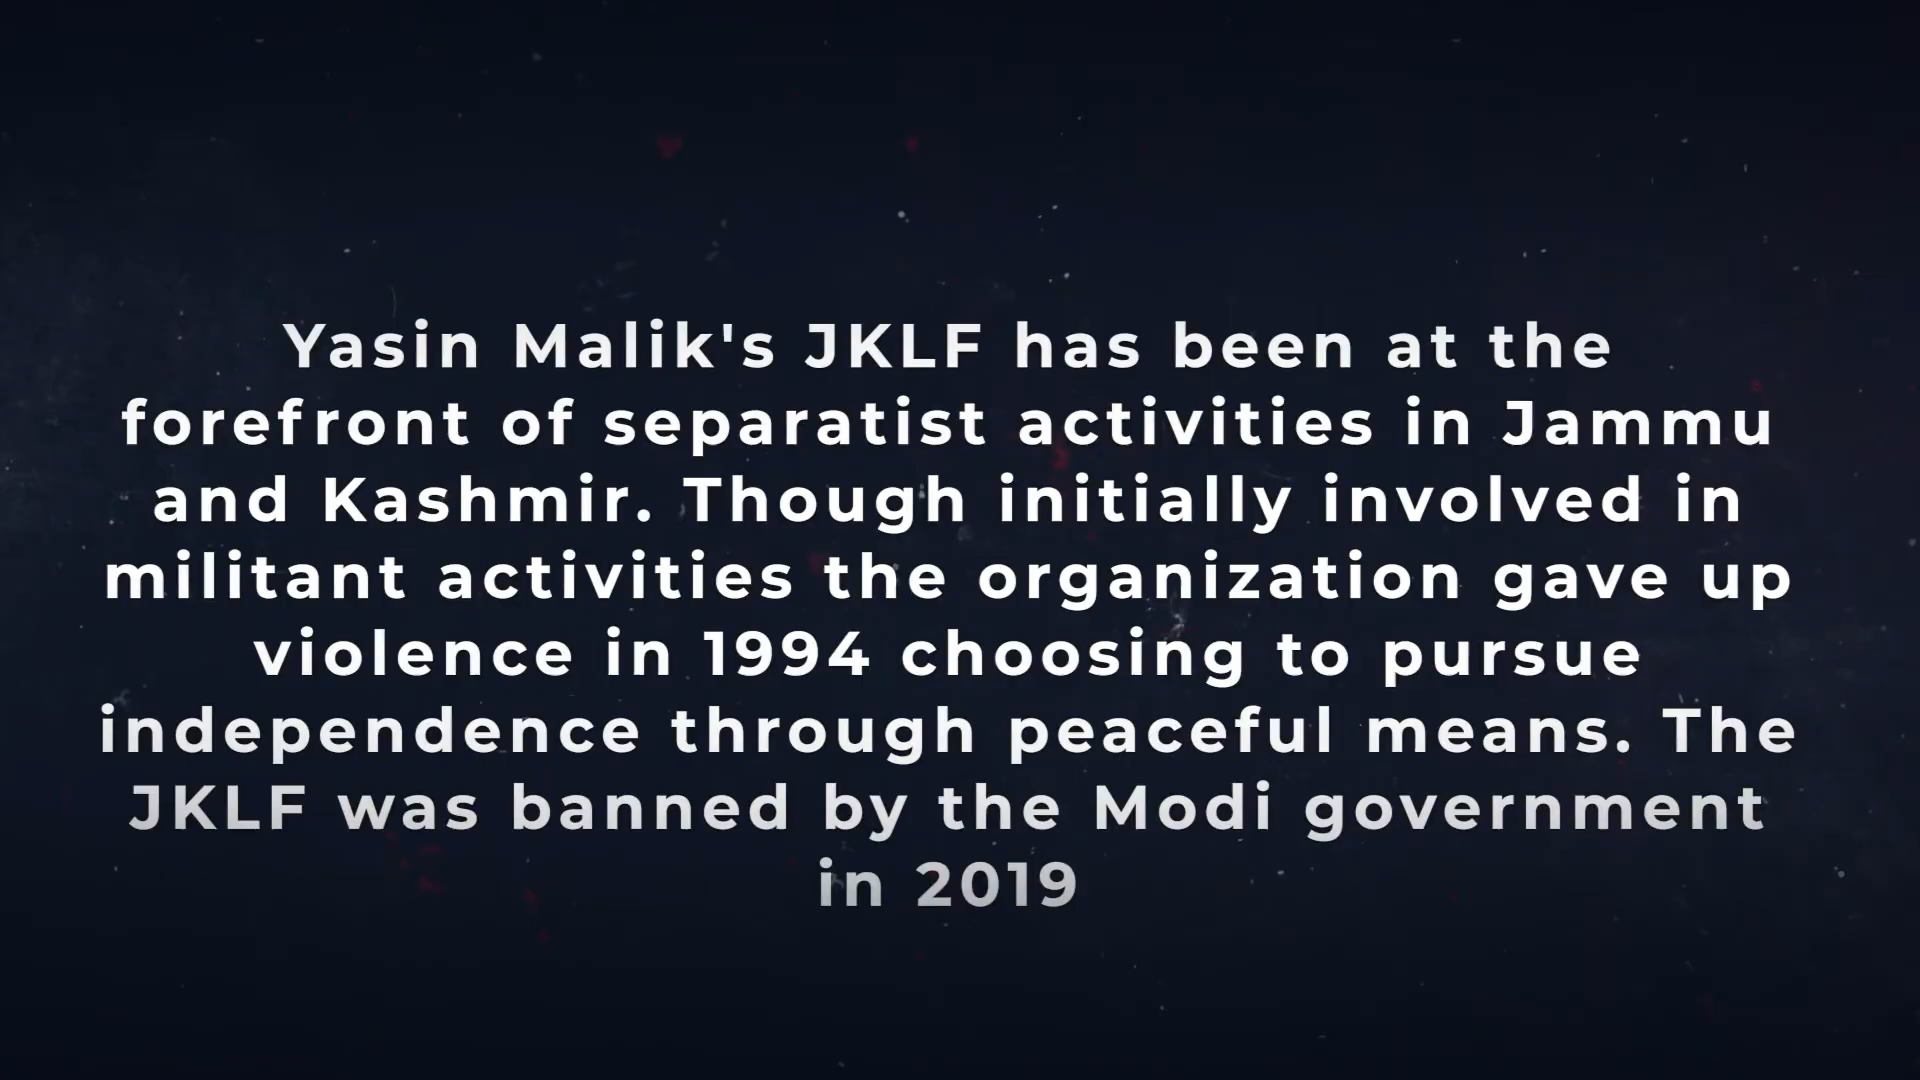 Yasin Malik's JKLF has been at the
forefront of separatist activities in Jammu
and Kashmir. Though initially involved in
militant activities the organization gave up
violence in 1994 choosing to pursue
independence through peaceful means. The
JKLF was banned by the Modi government
in 2019